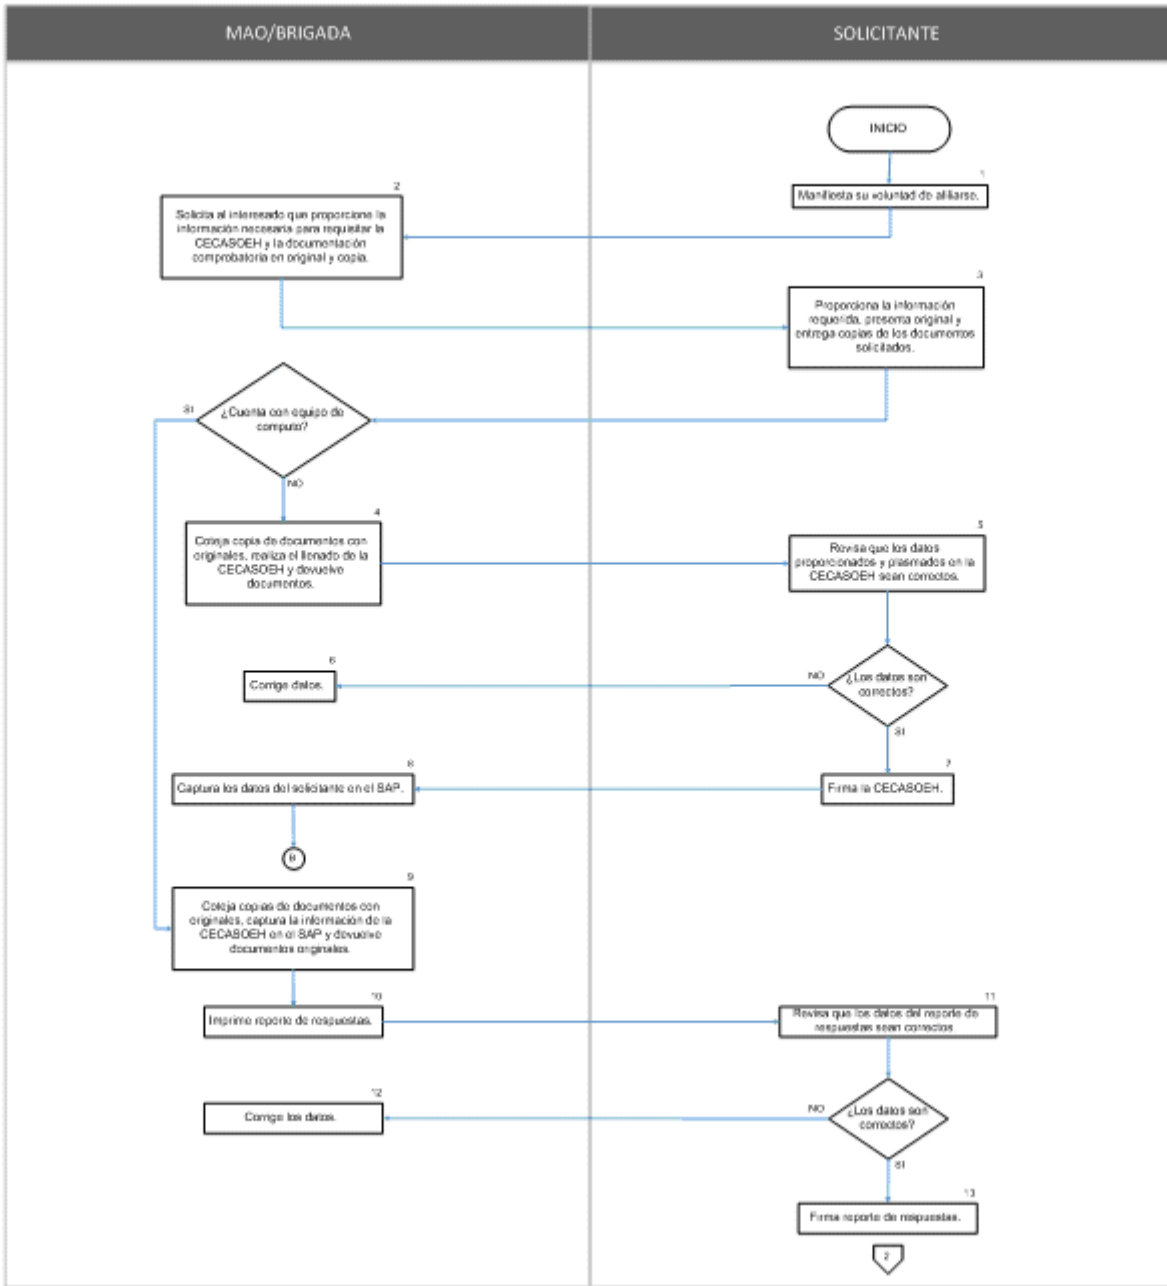 MAO/BRIGADA
SOLICITANTE
INICIO
1
Manifiesta su voluntad de afiliarse.
2
Solicita al interesado que proporcione la
información necesaria para requisitar la
CECASOEH y la documentación
comprobatoria en original y copia.
3
Proporciona la información
requerida, presenta original y
entrega copias de los documentos
solicitados.
¿Cuenta con equipo de
computo?
SI
NO
4
Coteja copia de documentos con
originales, realiza el llenado de la
CECASOEH y devuelve
documentos.
5
Revisa que los datos
proporcionados y plasmados en la
CECASOEH sean correctos.
¿Los datos son
correctos?
NO
SI
6
Corrige datos.
7
Firma la CECASOEH.
8
Captura los datos del solicitante en el SAP.
9
Coteja copias de documentos con
originales, captura la información de la
CECASOEH en el SAP y devuelve
documentos originales.
10
Imprime reporte de respuestas.
11
Revisa que los datos del reporte de
respuestas sean correctos.
¿Los datos son
correctos?
NO
SI
12
Corrige los datos.
13
Firma reporte de respuestas.
2